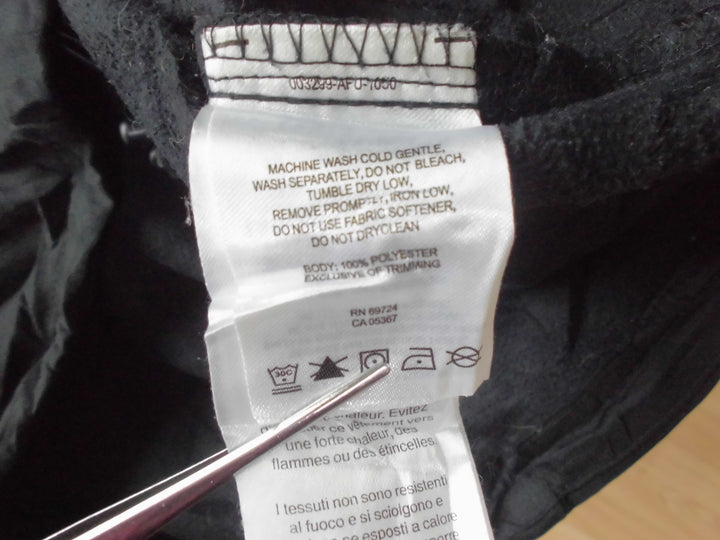 003299-AFU-1050
MACHINE WASH COLD GENTLE,
WASH SEPARATELY, DO NOT BLEACH,
TUMBLE DRY LOW,
REMOVE PROMPTLY, IRON LOW,
DO NOT USE FABRIC SOFTENER,
DO NOT DRYCLEAN
BODY: 100% POLYESTER
EXCLUSIVE OF TRIMMING
RN 69724
CA 05367
30C
chaleur. Evitez
ce vêtement vers
une forte chaleur, des
flammes ou des étincelles.
I tessuti non sono resistenti
al fuoco e si sciolgono e
se esposti a calore